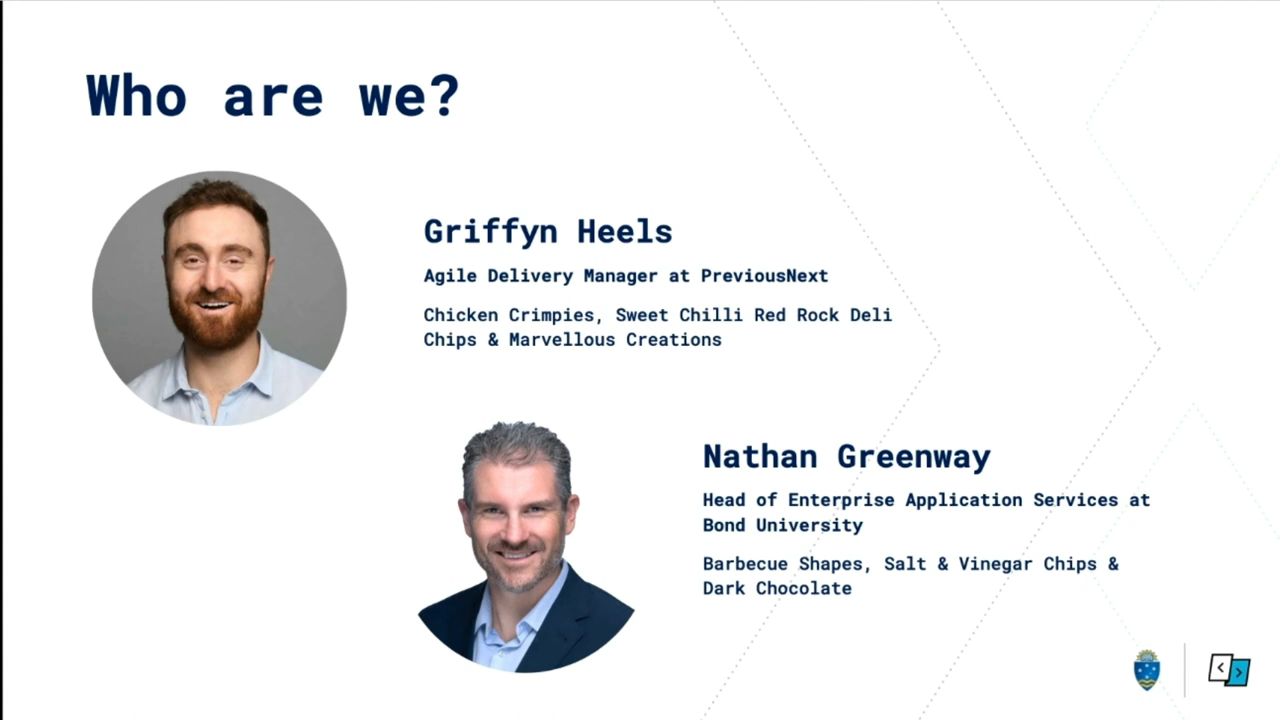 Who are we?
Griffyn Heels
Agile Delivery Manager at PreviousNext
Chicken Crimpies, Sweet Chilli Red Rock Deli
Chips & Marvellous Creations
Nathan Greenway
Head of Enterprise Application Services at
Bond University
Barbecue Shapes, Salt & Vinegar Chips &
Dark Chocolate